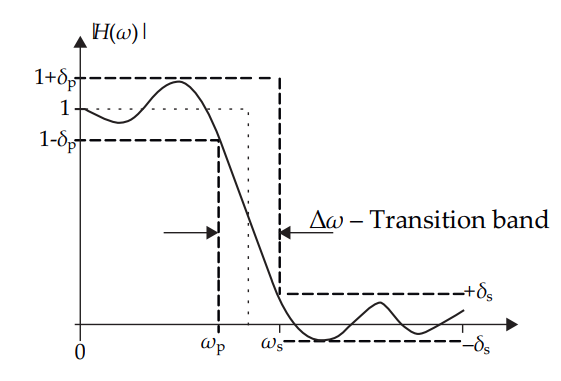 |H(ω)|
1+δp
1
1-δp
Δω – Transition band
+δs
0
ωp
ωs
–δs